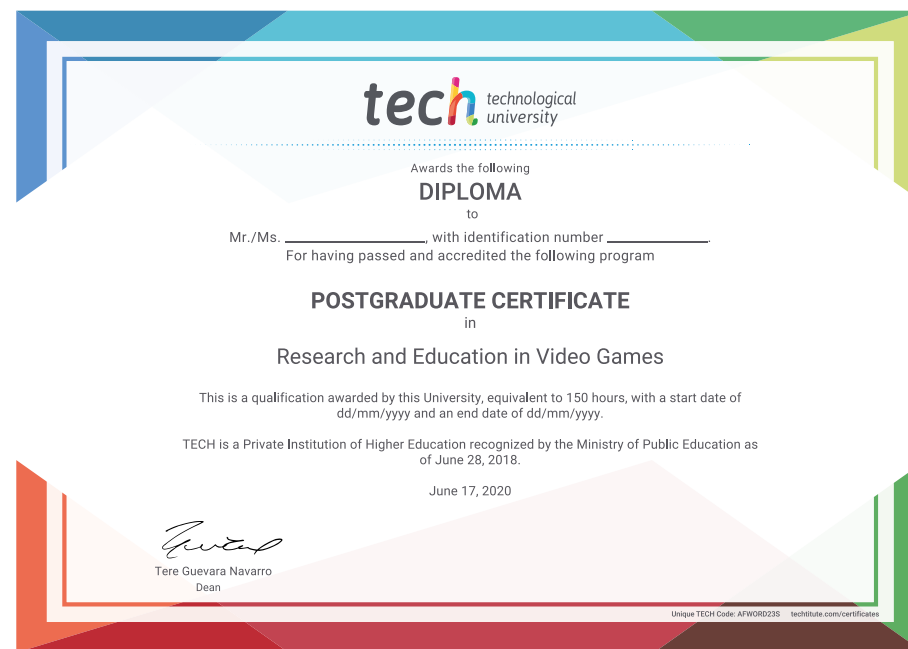 tech technological
university
Awards the following
DIPLOMA
to
Mr./Ms. ____________________, with identification number ______________.
For having passed and accredited the following program
POSTGRADUATE CERTIFICATE
in
Research and Education in Video Games
This is a qualification awarded by this University, equivalent to 150 hours, with a start date of
dd/mm/yyyy and an end date of dd/mm/yyyy.
TECH is a Private Institution of Higher Education recognized by the Ministry of Public Education as
of June 28, 2018.
June 17, 2020
Tere Guevara Navarro
Dean
Unique TECH Code: AFWORD23S techtitute.com/certificates